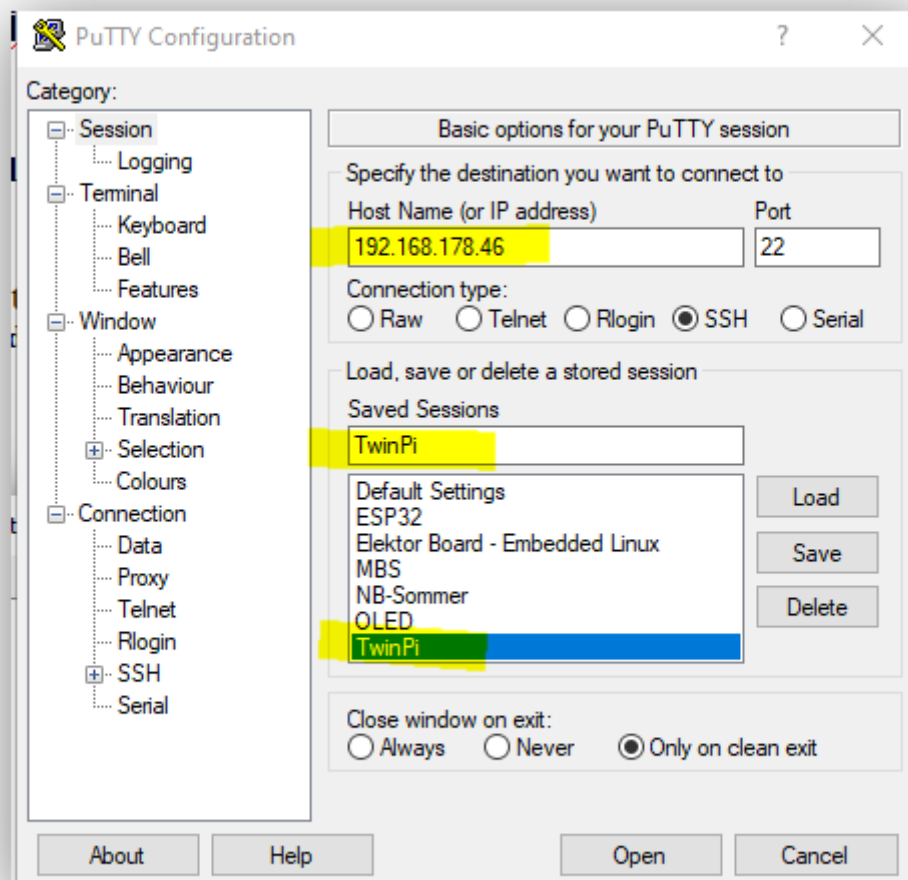 PuTTY Configuration
Category:
Session
Logging
Terminal
Keyboard
Bell
Features
Window
Appearance
Behaviour
Translation
Selection
Colours
Connection
Data
Proxy
Telnet
Rlogin
SSH
Serial
Basic options for your PuTTY session
Specify the destination you want to connect to
Host Name (or IP address) Port
192.168.178.46 22
Connection type:
Raw Telnet Rlogin SSH Serial
Load, save or delete a stored session
Saved Sessions
TwinPi
Default Settings
ESP32
Elektor Board - Embedded Linux
MBS
NB-Sommer
OLED
TwinPi
Load
Save
Delete
Close window on exit:
Always Never Only on clean exit
About Help Open Cancel